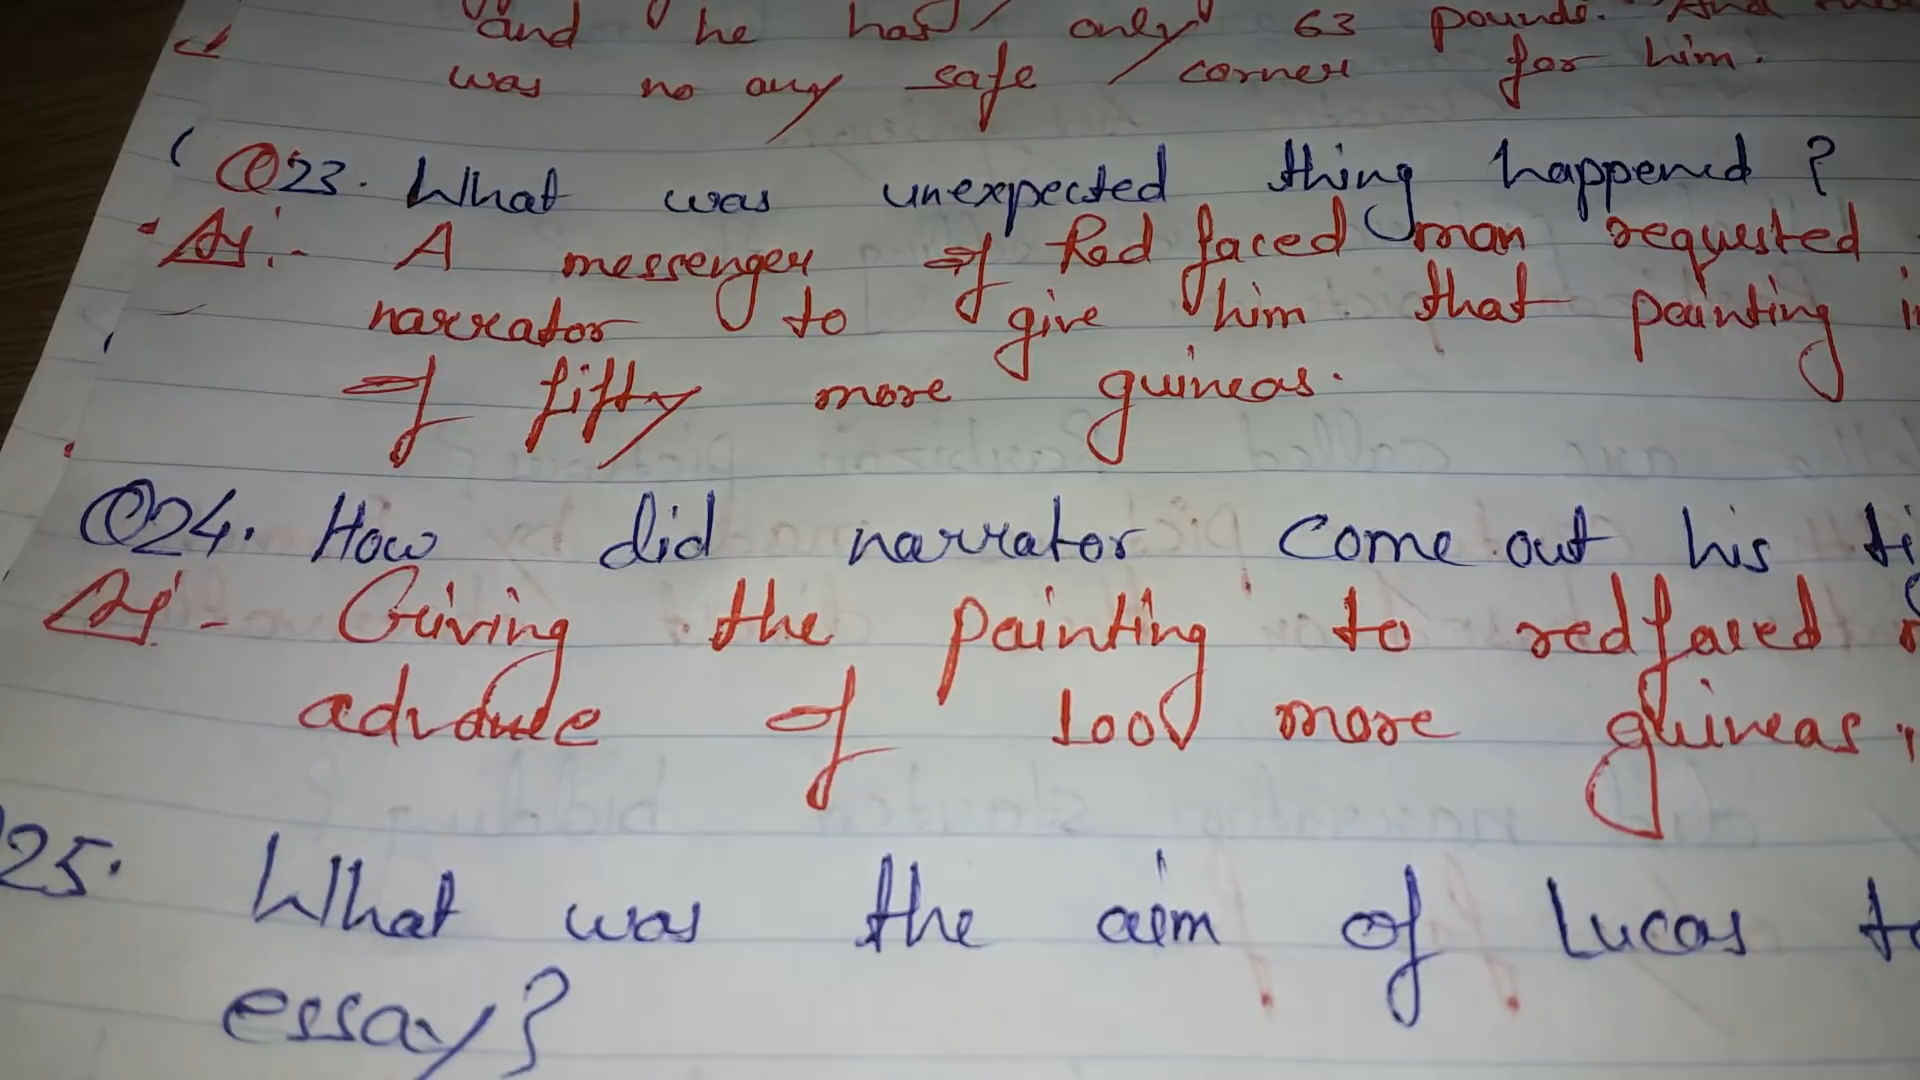 and he has only 63 pounds. And
was no any safe corner for him.
Q23. What was unexpected thing happened?
As:- A messenger of Red faced man requested
narrator to give him that painting
of fifty more guineas.
Q24. How did narrator come out his
As:- Giving the painting to redfaced
advance of 100 more guineas.
25. What was the aim of Lucas to
essay?